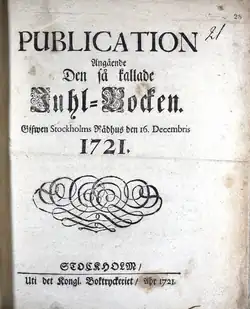 21
PUBLICATION
Angående
Den så kallade
Juhl-Bocken.
Gifwen Stockholms Rådhus den 16. Decembris
1721.
STOCKHOLM/
Uti det Kongl. Boktryckeriet/ åhr 1721.